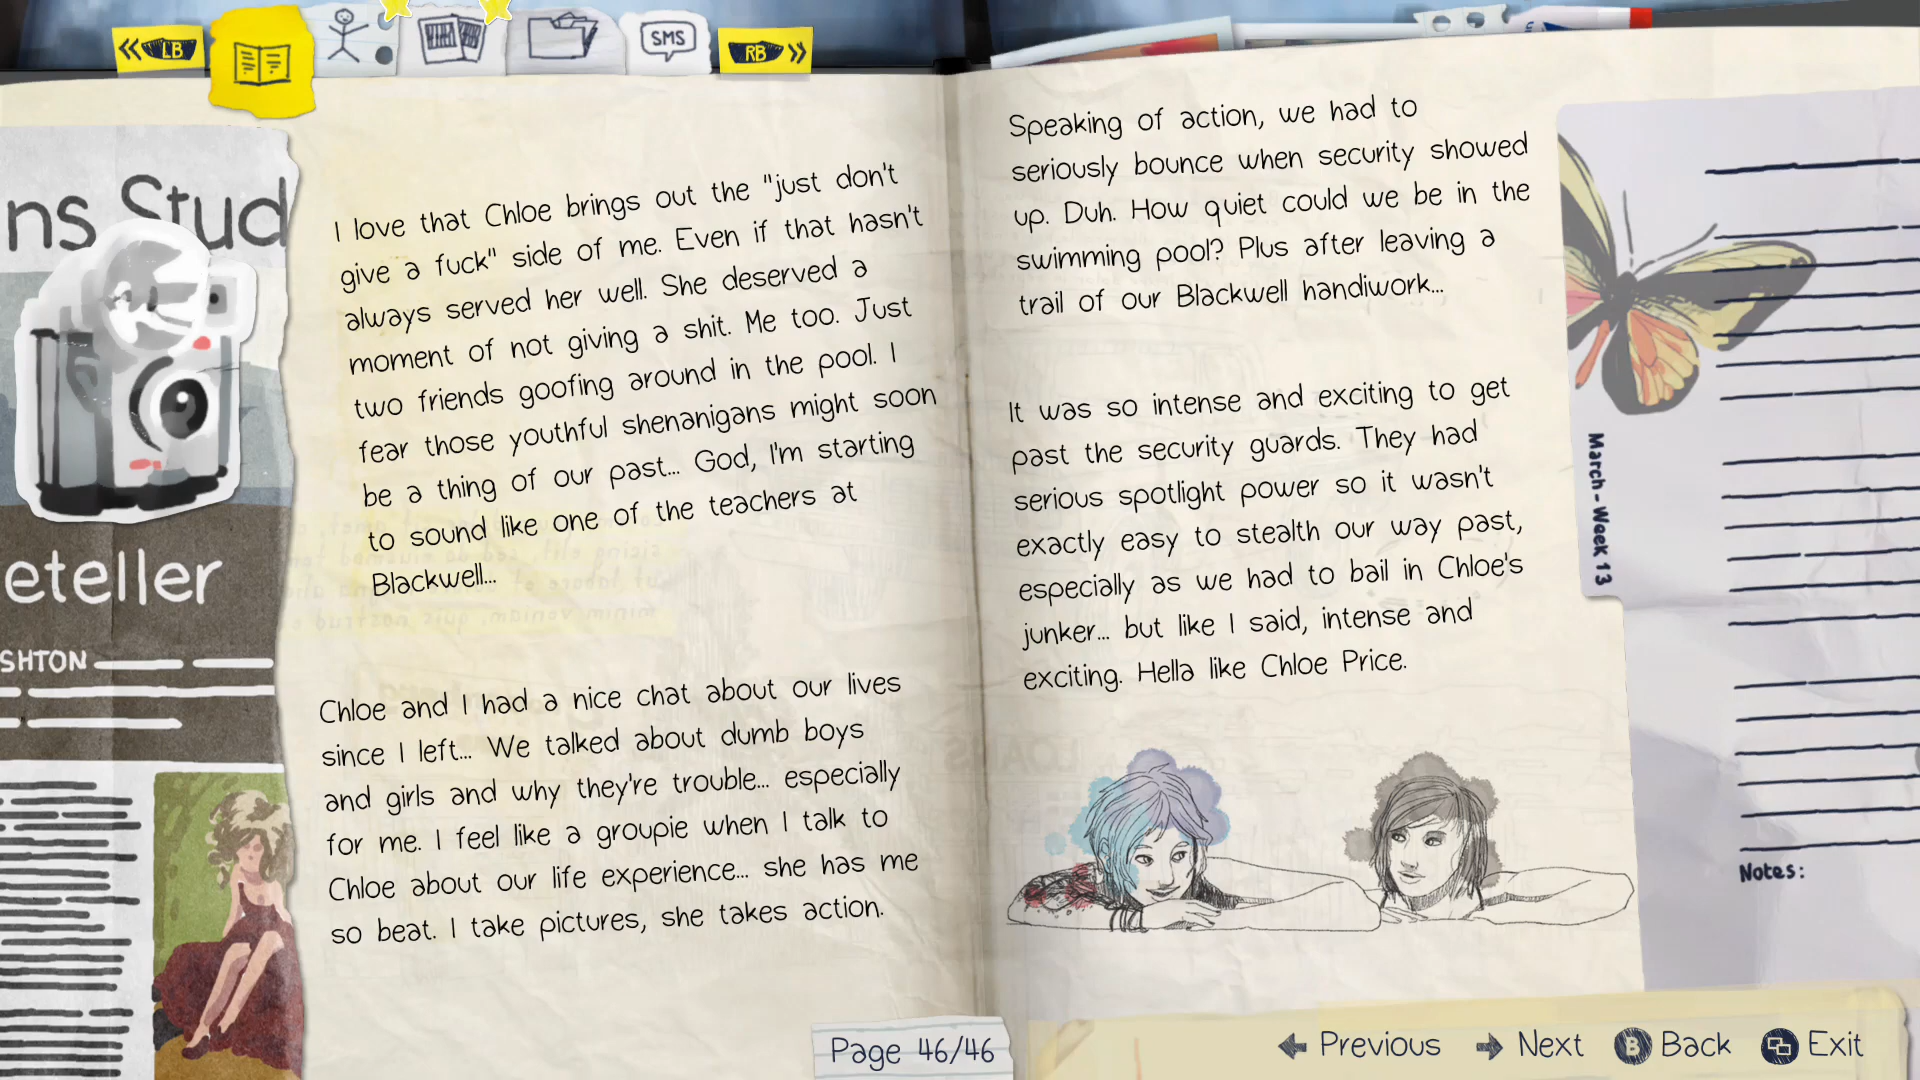 LB
SMS
RB
ns Stud
eteller
SHTON
I love that Chloe brings out the "just don't
give a fuck" side of me. Even if that hasn't
always served her well. She deserved a
moment of not giving a shit. Me too. Just
two friends goofing around in the pool. I
fear those youthful shenanigans might soon
be a thing of our past... God, I'm starting
to sound like one of the teachers at
Blackwell...
Chloe and I had a nice chat about our lives
since I left... We talked about dumb boys
and girls and why they're trouble... especially
for me. I feel like a groupie when I talk to
Chloe about our life experience... she has me
so beat. I take pictures, she takes action.
Speaking of action, we had to
seriously bounce when security showed
up. Duh. How quiet could we be in the
swimming pool? Plus after leaving a
trail of our Blackwell handiwork...
It was so intense and exciting to get
past the security guards. They had
serious spotlight power so it wasn't
exactly easy to stealth our way past,
especially as we had to bail in Chloe's
junker... but like I said, intense and
exciting. Hella like Chloe Price.
March - Week 13
Notes:
Page 46/46
Previous
Next
B Back
Exit